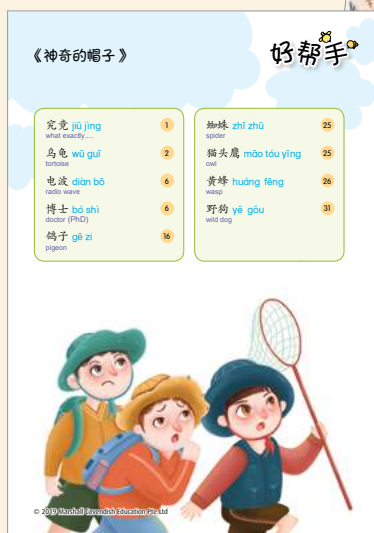 《神奇的帽子》
好帮手
究竟 jiū jìng 1
what exactly....
乌龟 wū guī 2
tortoise
电波 diàn bō 6
radio wave
博士 bó shì 6
doctor (PhD)
鸽子 gē zi 16
pigeon
蜘蛛 zhī zhū 25
spider
猫头鹰 māo tóu yīng 25
owl
黄蜂 huáng fēng 26
wasp
野狗 yě gǒu 31
wild dog
© 2019 Marshall Cavendish Education Pte Ltd